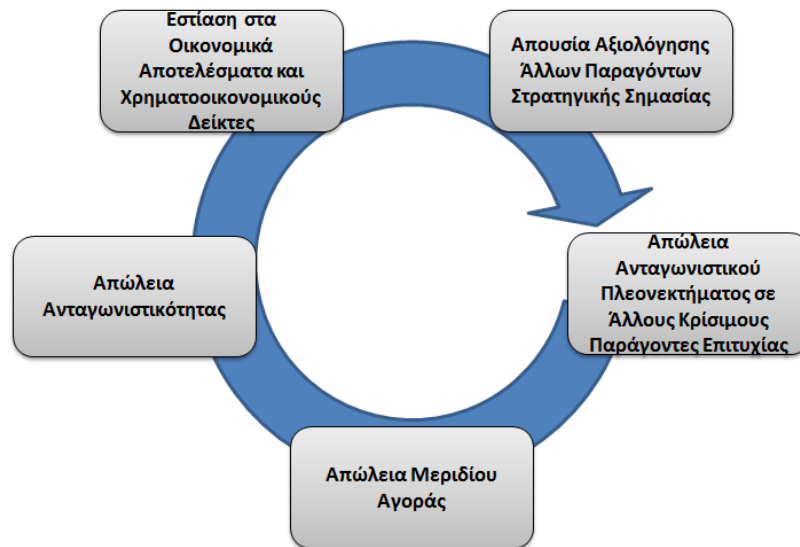 Εστίαση στα
Οικονομικά
Αποτελέσματα και
Χρηματοοικονομικούς
Δείκτες
Απουσία Αξιολόγησης
Άλλων Παραγόντων
Στρατηγικής Σημασίας
Απώλεια
Ανταγωνιστικού
Πλεονεκτήματος σε
Άλλους Κρίσιμους
Παράγοντες Επιτυχίας
Απώλεια Μεριδίου
Αγοράς
Απώλεια
Ανταγωνιστικότητας